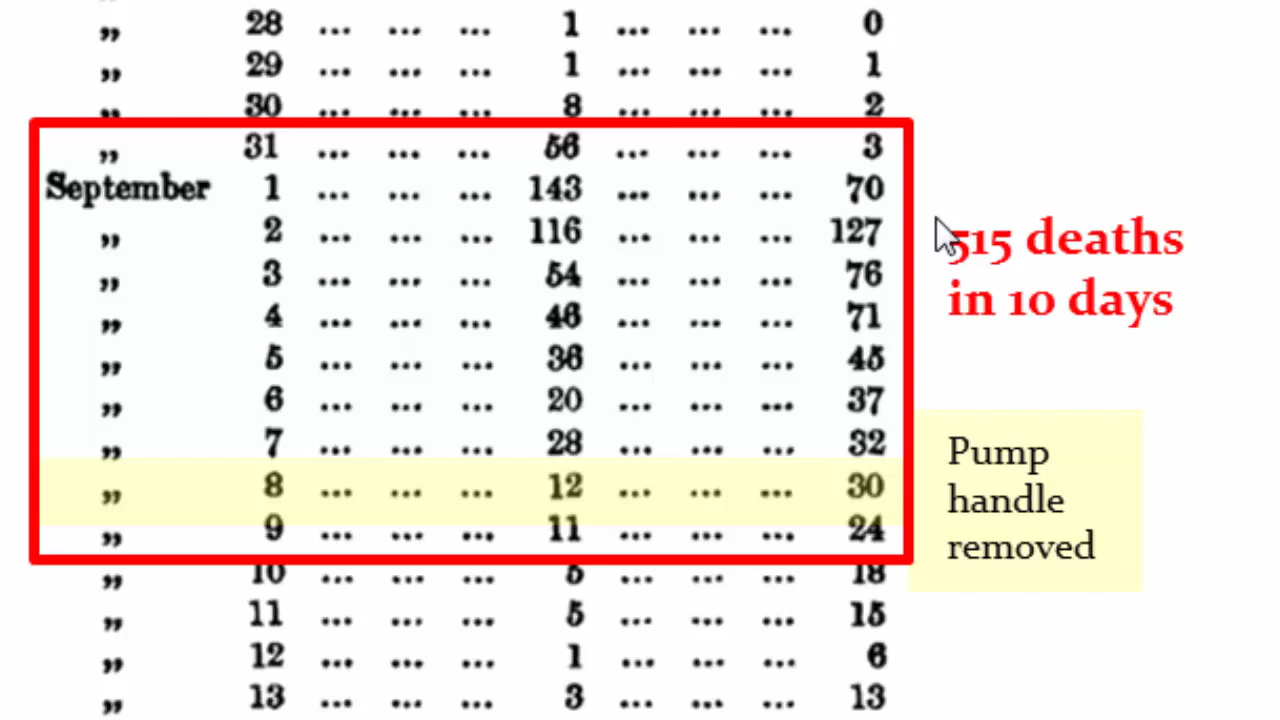 „ 28 ... ... ... 1 ... ... ... 0
„ 29 ... ... ... 1 ... ... ... 1
„ 30 ... ... ... 8 ... ... ... 2
„ 31 ... ... ... 56 ... ... ... 3
September 1 ... ... ... 143 ... ... ... 70
„ 2 ... ... ... 116 ... ... ... 127
„ 3 ... ... ... 54 ... ... ... 76
„ 4 ... ... ... 46 ... ... ... 71
„ 5 ... ... ... 36 ... ... ... 45
„ 6 ... ... ... 20 ... ... ... 37
„ 7 ... ... ... 28 ... ... ... 32
„ 8 ... ... ... 12 ... ... ... 30
„ 9 ... ... ... 11 ... ... ... 24
„ 10 ... ... ... 5 ... ... ... 18
„ 11 ... ... ... 5 ... ... ... 15
„ 12 ... ... ... 1 ... ... ... 6
„ 13 ... ... ... 3 ... ... ... 13
515 deaths
in 10 days
Pump
handle
removed